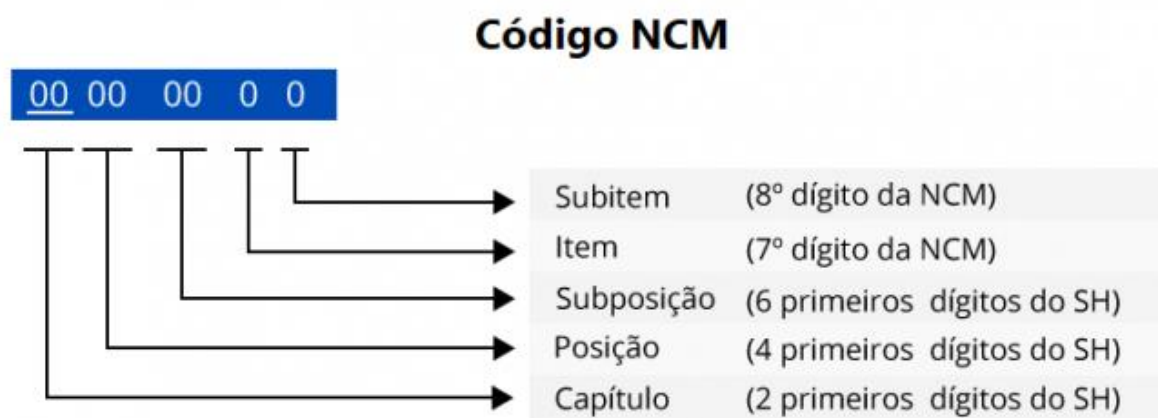 Código NCM
00 00 00 0 0
Subitem (8º dígito da NCM)
Item (7º dígito da NCM)
Subposição (6 primeiros dígitos do SH)
Posição (4 primeiros dígitos do SH)
Capítulo (2 primeiros dígitos do SH)